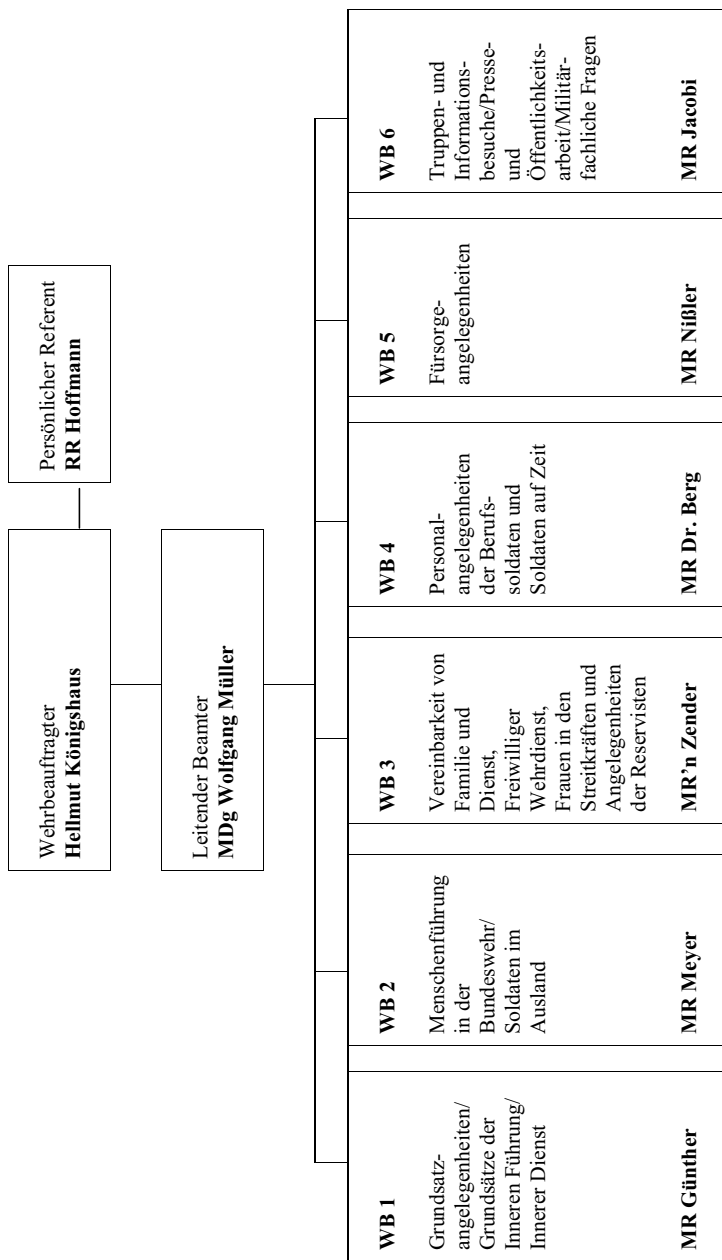 Wehrbeauftragter
Hellmut Königshaus
Persönlicher Referent
RR Hoffmann
Leitender Beamter
MDg Wolfgang Müller
WB 1
Grundsatz-
angelegenheiten/
Grundsätze der
Inneren Führung/
Innerer Dienst
MR Günther
WB 2
Menschenführung
in der
Bundeswehr/
Soldaten im
Ausland
MR Meyer
WB 3
Vereinbarkeit von
Familie und
Dienst,
Freiwilliger
Wehrdienst,
Frauen in den
Streitkräften und
Angelegenheiten
der Reservisten
MR’n Zender
WB 4
Personal-
angelegenheiten
der Berufs-
soldaten und
Soldaten auf Zeit
MR Dr. Berg
WB 5
Fürsorge-
angelegenheiten
MR Nißler
WB 6
Truppen- und
Informations-
besuche/Presse-
und
Öffentlichkeits-
arbeit/Militär-
fachliche Fragen
MR Jacobi